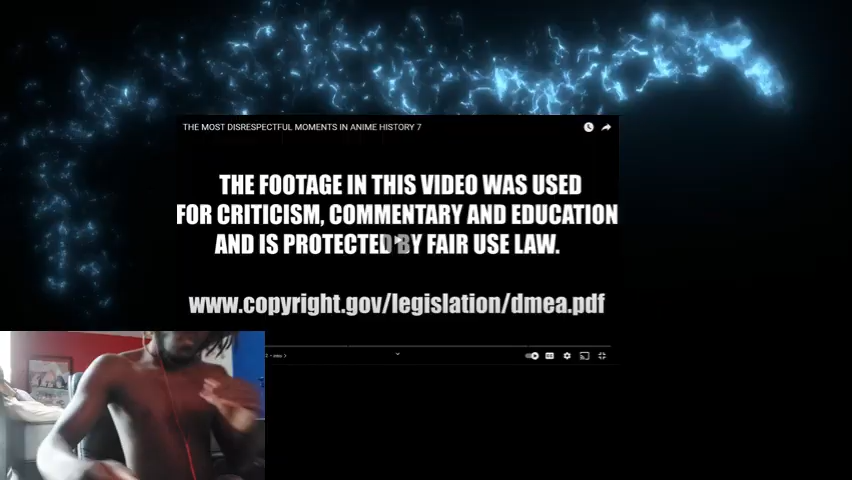 THE MOST DISRESPECTFUL MOMENTS IN ANIME HISTORY 7
THE FOOTAGE IN THIS VIDEO WAS USED
FOR CRITICISM, COMMENTARY AND EDUCATION
AND IS PROTECTED BY FAIR USE LAW.
www.copyright.gov/legislation/dmea.pdf